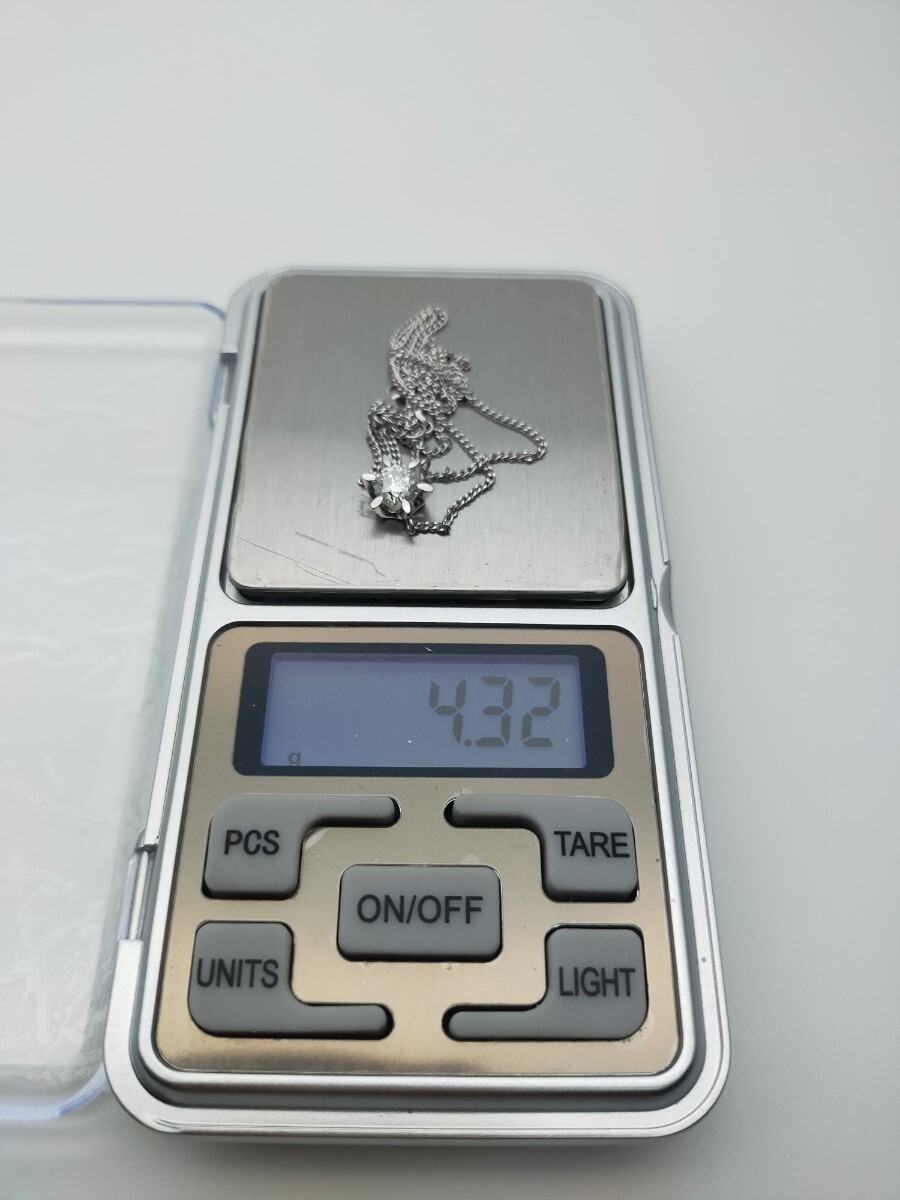 4.32
g
PCS
TARE
ON/OFF
UNITS
LIGHT